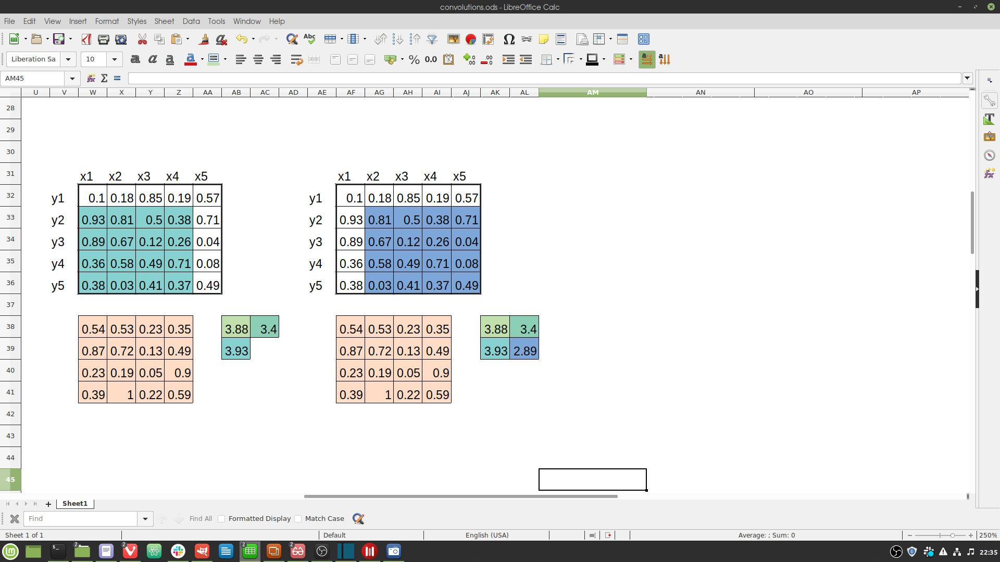 convolutions.ods - LibreOffice Calc
File Edit View Insert Format Styles Sheet Data Tools Window Help
Abc
Liberation Sa 10 a a a a % 0.0
AM45
U V W X Y Z AA AB AC AD AE AF AG AH AI AJ AK AL AM AN AO AP
28
29
30
31 x1 x2 x3 x4 x5 x1 x2 x3 x4 x5
32 y1 0.1 0.18 0.85 0.19 0.57 y1 0.1 0.18 0.85 0.19 0.57
33 y2 0.93 0.81 0.5 0.38 0.71 y2 0.93 0.81 0.5 0.38 0.71
34 y3 0.89 0.67 0.12 0.26 0.04 y3 0.89 0.67 0.12 0.26 0.04
35 y4 0.36 0.58 0.49 0.71 0.08 y4 0.36 0.58 0.49 0.71 0.08
36 y5 0.38 0.03 0.41 0.37 0.49 y5 0.38 0.03 0.41 0.37 0.49
37
38 0.54 0.53 0.23 0.35 3.88 3.4 0.54 0.53 0.23 0.35 3.88 3.4
39 0.87 0.72 0.13 0.49 3.93 0.87 0.72 0.13 0.49 3.93 2.89
40 0.23 0.19 0.05 0.9 0.23 0.19 0.05 0.9
41 0.39 1 0.22 0.59 0.39 1 0.22 0.59
42
43
44
45
Sheet1
Find Find All Formatted Display Match Case
Sheet 1 of 1 Default English (USA) Average: ; Sum: 0 250%
2 2 2 2 22:35